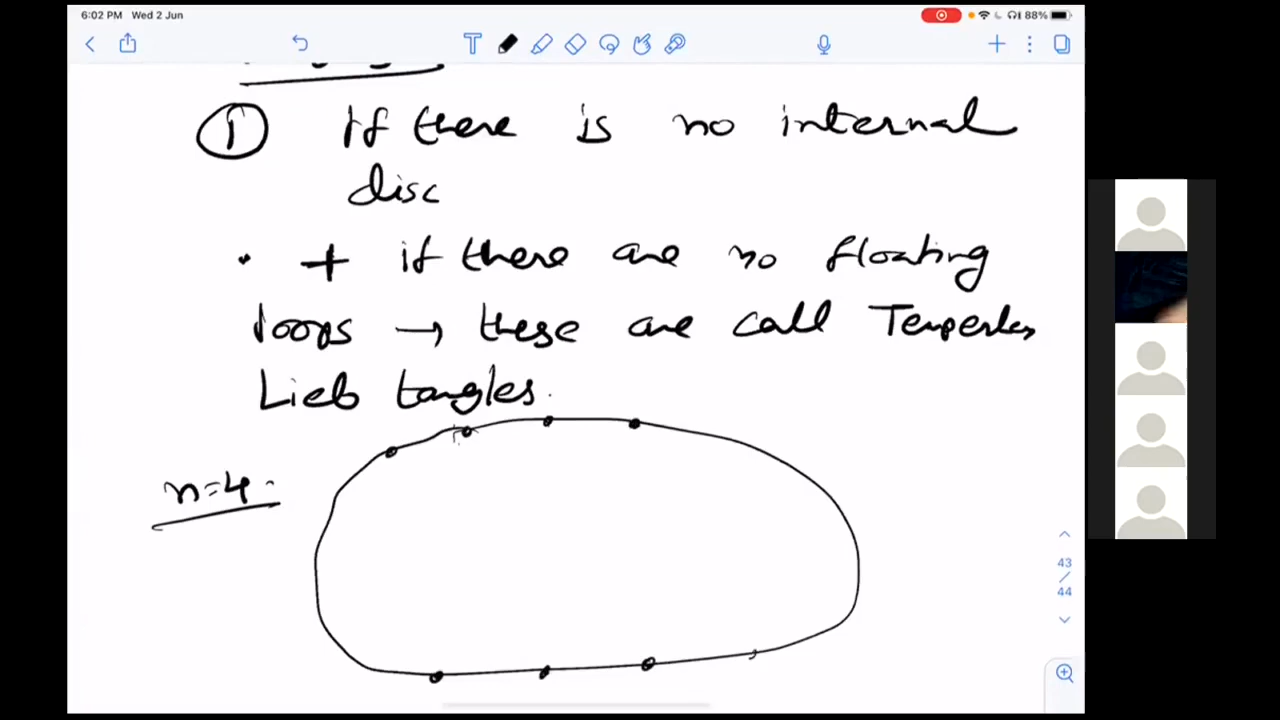 6:02 PM Wed 2 Jun
88%
① If there is no internal
disc
+ if there are no floating
loops → these are call Temperley
Lieb tangles.
n=4
43
44